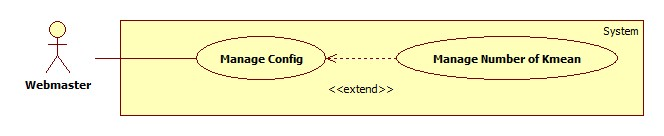 System
Manage Config
Manage Number of Kmean
Webmaster
<<extend>>